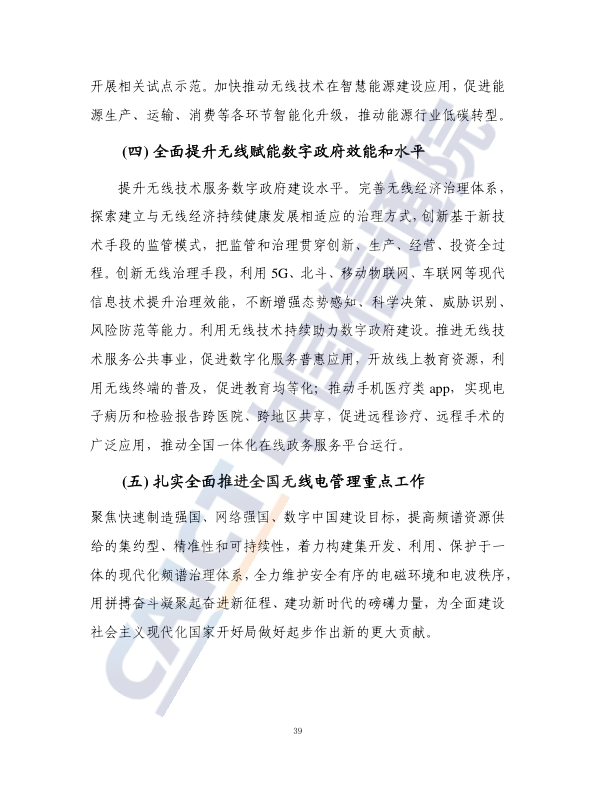 开展相关试点示范。加快推动无线技术在智慧能源建设应用，促进能
源生产、运输、消费等各环节智能化升级，推动能源行业低碳转型。
(四) 全面提升无线赋能数字政府效能和水平
提升无线技术服务数字政府建设水平。完善无线经济治理体系，
探索建立与无线经济持续健康发展相适应的治理方式，创新基于新技
术手段的监管模式，把监管和治理贯穿创新、生产、经营、投资全过
程。创新无线治理手段，利用 5G、北斗、移动物联网、车联网等现代
信息技术提升治理效能，不断增强态势感知、科学决策、威胁识别、
风险防范等能力。利用无线技术持续助力数字政府建设。推进无线技
术服务公共事业，促进数字化服务普惠应用，开放线上教育资源，利
用无线终端的普及，促进教育均等化；推动手机医疗类 app，实现电
子病历和检验报告跨医院、跨地区共享，促进远程诊疗、远程手术的
广泛应用，推动全国一体化在线政务服务平台运行。
(五) 扎实全面推进全国无线电管理重点工作
聚焦快速制造强国、网络强国、数字中国建设目标，提高频谱资源供
给的集约型、精准性和可持续性，着力构建集开发、利用、保护于一
体的现代化频谱治理体系，全力维护安全有序的电磁环境和电波秩序，
用拼搏奋斗凝聚起奋进新征程、建功新时代的磅礴力量，为全面建设
社会主义现代化国家开好局做好起步作出新的更大贡献。
CAICT 中国信通院
39